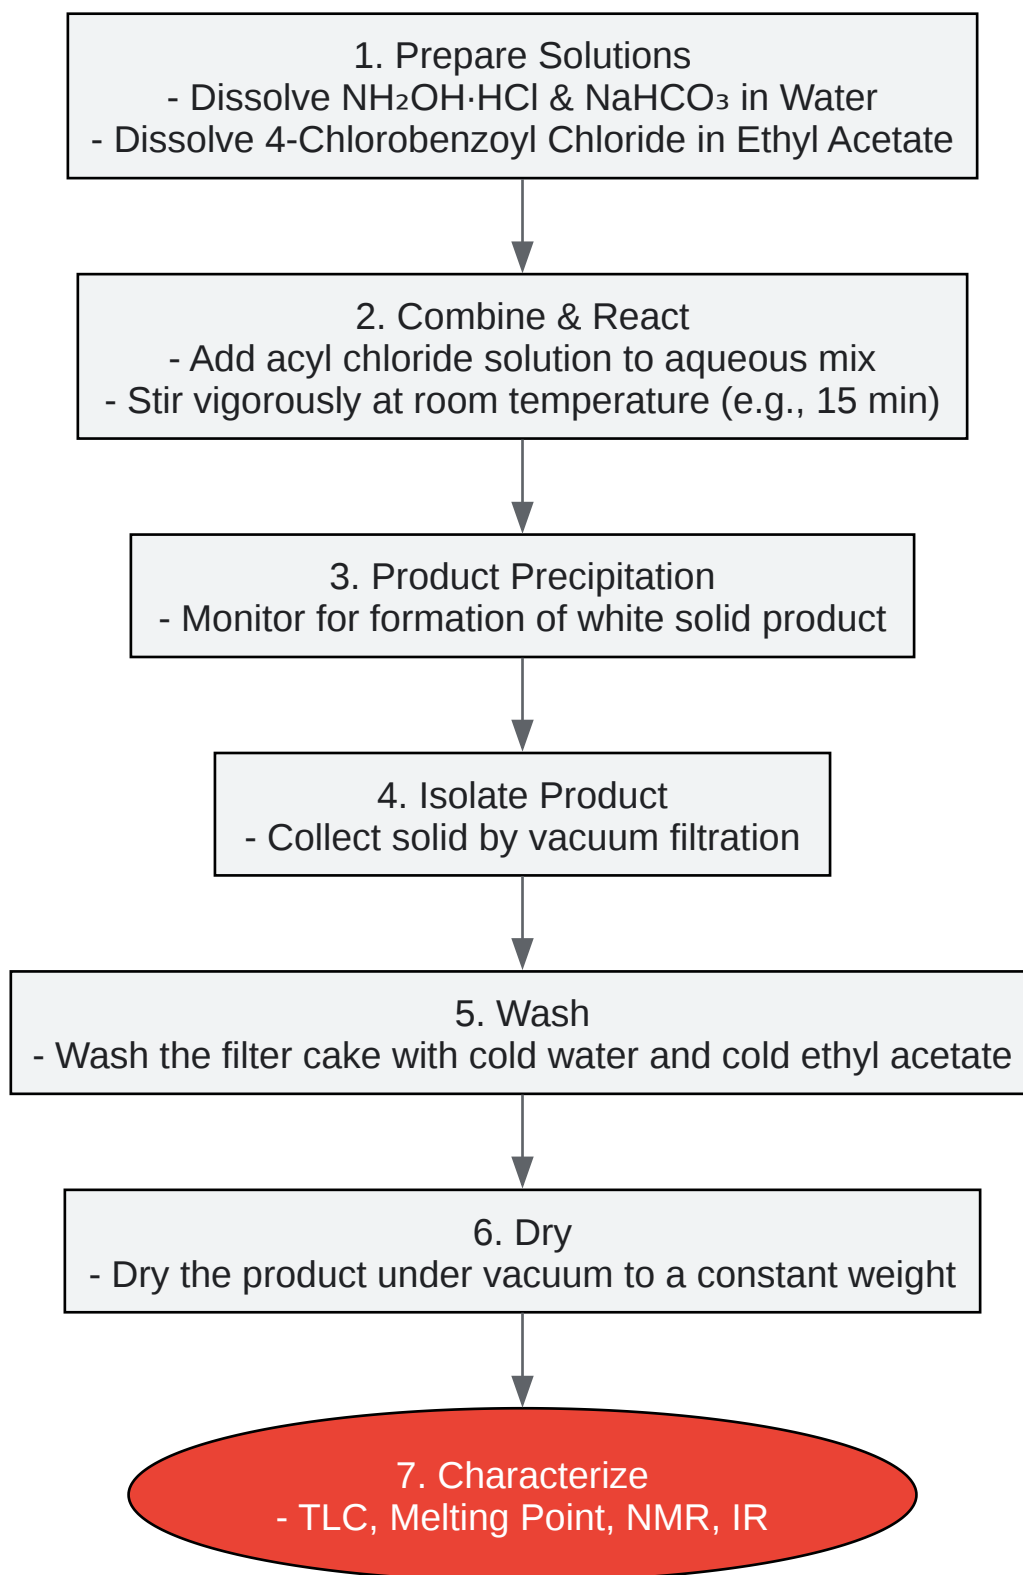 1. Prepare Solutions
- Dissolve NH₂OH·HCl & NaHCO₃ in Water
- Dissolve 4-Chlorobenzoyl Chloride in Ethyl Acetate
2. Combine & React
- Add acyl chloride solution to aqueous mix
- Stir vigorously at room temperature (e.g., 15 min)
3. Product Precipitation
- Monitor for formation of white solid product
4. Isolate Product
- Collect solid by vacuum filtration
5. Wash
- Wash the filter cake with cold water and cold ethyl acetate
6. Dry
- Dry the product under vacuum to a constant weight
7. Characterize
- TLC, Melting Point, NMR, IR